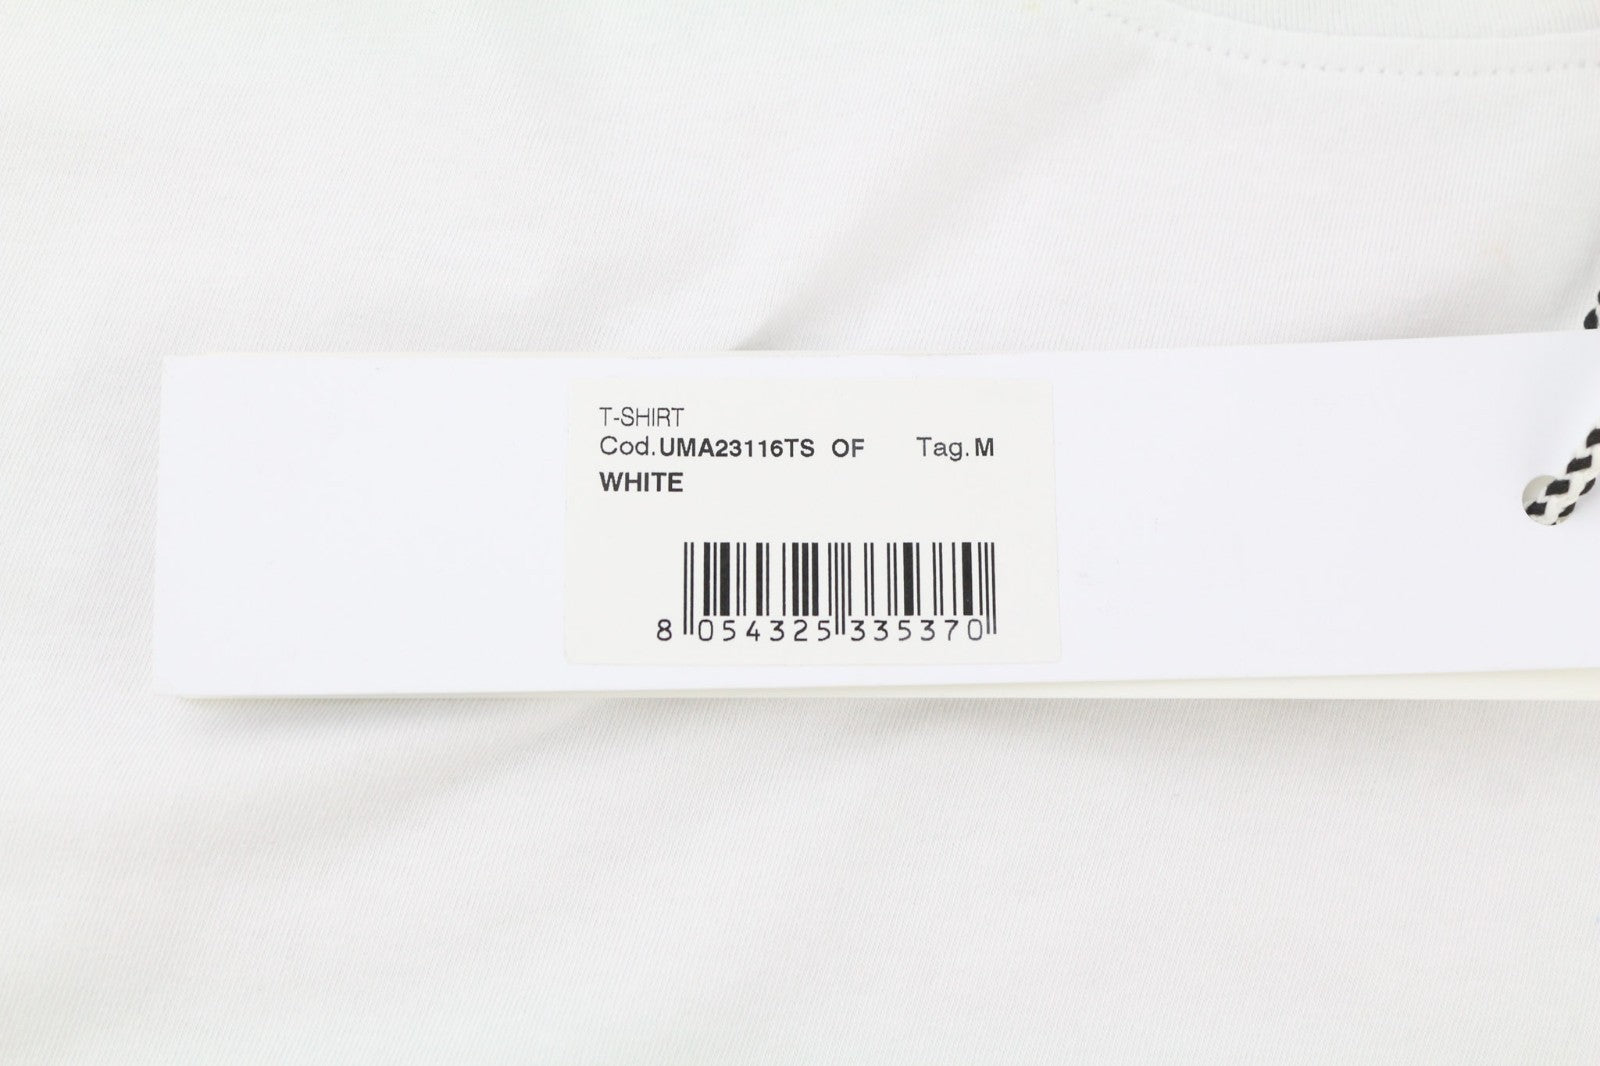 T-SHIRT
Cod.UMA23116TS OF Tag.M
WHITE
8 054325 335370